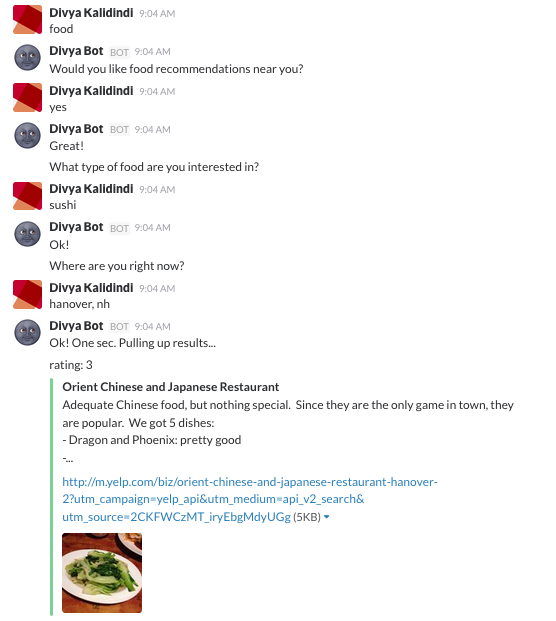 Divya Kalidindi 9:04 AM
food
Divya Bot BOT 9:04 AM
Would you like food recommendations near you?
Divya Kalidindi 9:04 AM
yes
Divya Bot BOT 9:04 AM
Great!
What type of food are you interested in?
Divya Kalidindi 9:04 AM
sushi
Divya Bot BOT 9:04 AM
Ok!
Where are you right now?
Divya Kalidindi 9:04 AM
hanover, nh
Divya Bot BOT 9:04 AM
Ok! One sec. Pulling up results...
rating: 3
Orient Chinese and Japanese Restaurant
Adequate Chinese food, but nothing special.  Since they are the only game in town, they
are popular.  We got 5 dishes:
- Dragon and Phoenix: pretty good
-...
http://m.yelp.com/biz/orient-chinese-and-japanese-restaurant-hanover-
2?utm_campaign=yelp_api&utm_medium=api_v2_search&
utm_source=2CKFWCzMT_iryEbgMdyUGg (5KB)